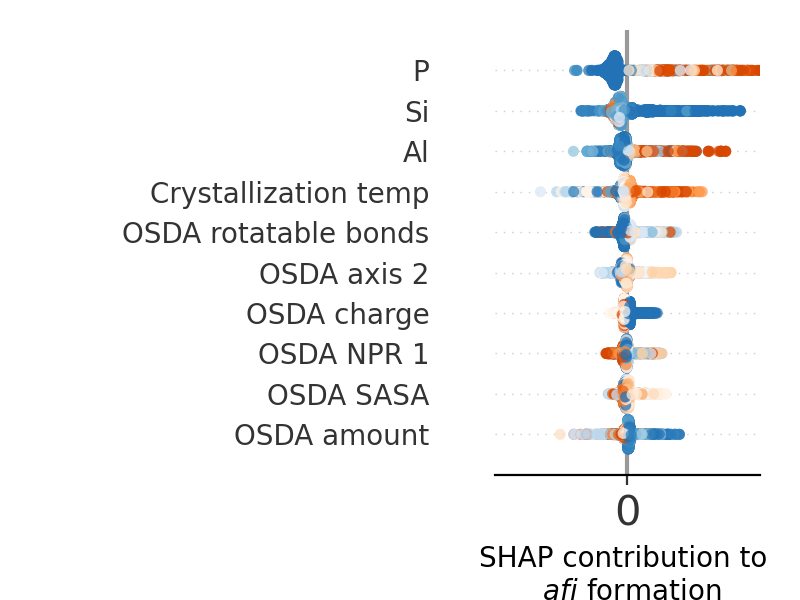 P
Si
Al
Crystallization temp
OSDA rotatable bonds
OSDA axis 2
OSDA charge
OSDA NPR 1
OSDA SASA
OSDA amount
0
SHAP contribution to
afi formation